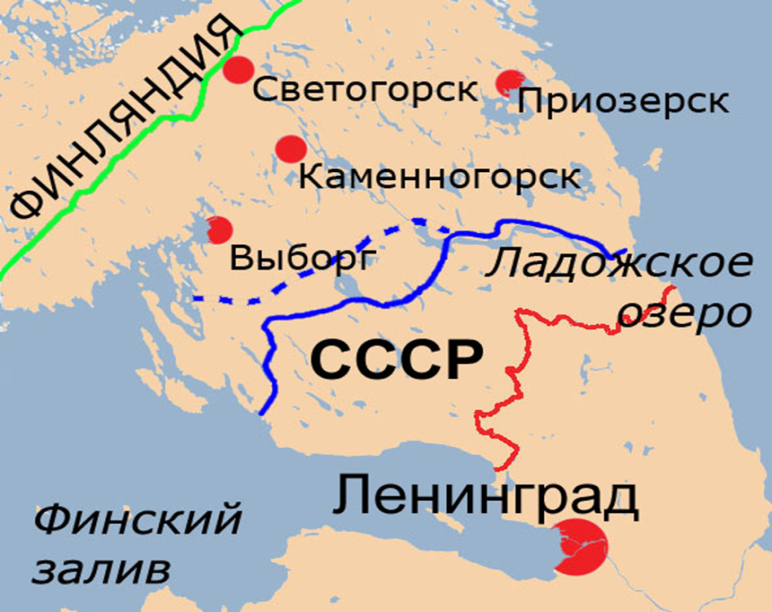 ФИНЛЯНДИЯ
Светогорск
Приозерск
Каменногорск
Выборг
Ладожское
озеро
СССР
Ленинград
Финский
залив